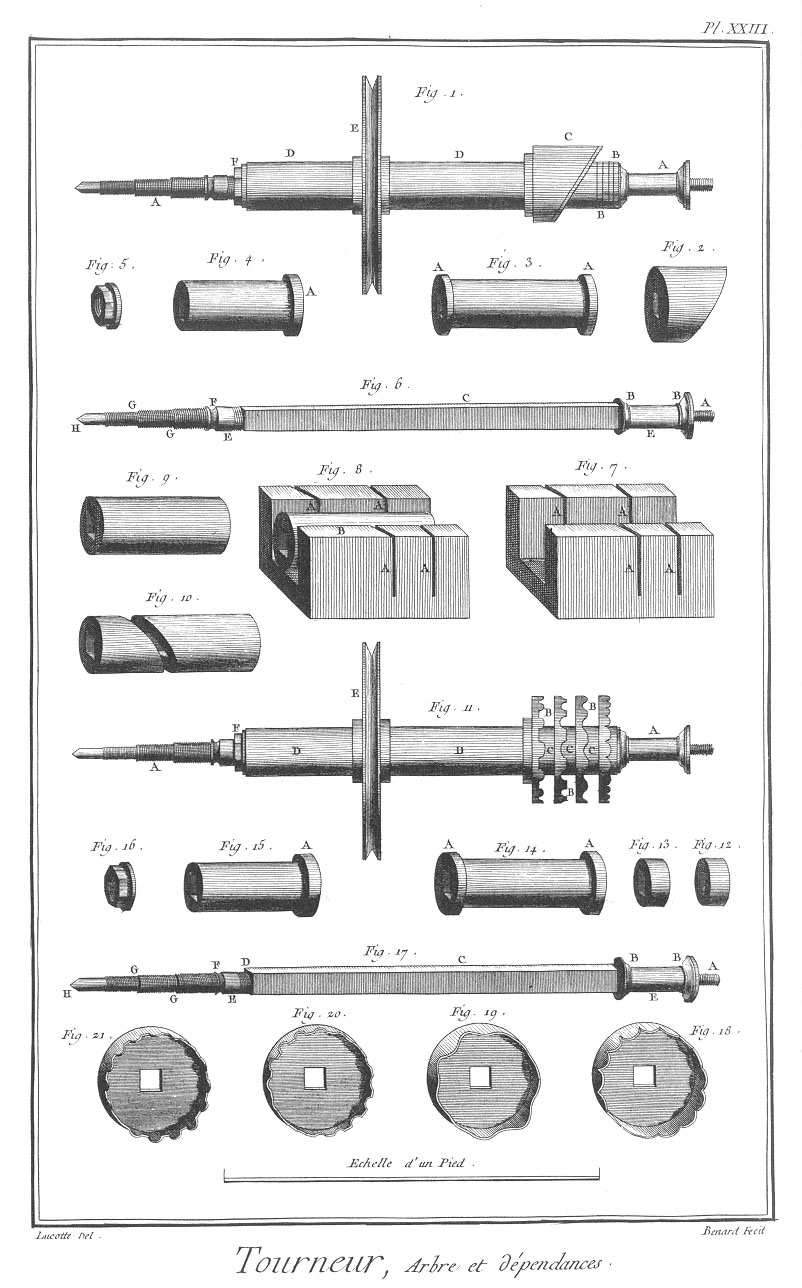 Pl. XXIII.
Fig. 1.
E
C
D
D
F
B
A
A
B
Fig. 5.
Fig. 4.
A
Fig. 3.
A
A
Fig. 2.
Fig. 6.
H
G
G
F
E
C
B
B
A
E
Fig. 9.
Fig. 8.
A
A
B
A
A
Fig. 7.
A
A
A
A
Fig. 10.
Fig. 11.
E
F
A
D
D
B
B
C
C
C
B
A
Fig. 16.
Fig. 15.
A
Fig. 14.
A
A
Fig. 13.
Fig. 12.
Fig. 17.
H
G
G
F
D
E
C
B
B
A
E
Fig. 21.
Fig. 20.
Fig. 19.
Fig. 18.
Echelle d'un Pied.
Lucotte Del.
Benard Fecit
Tourneur, Arbre et dépendances.